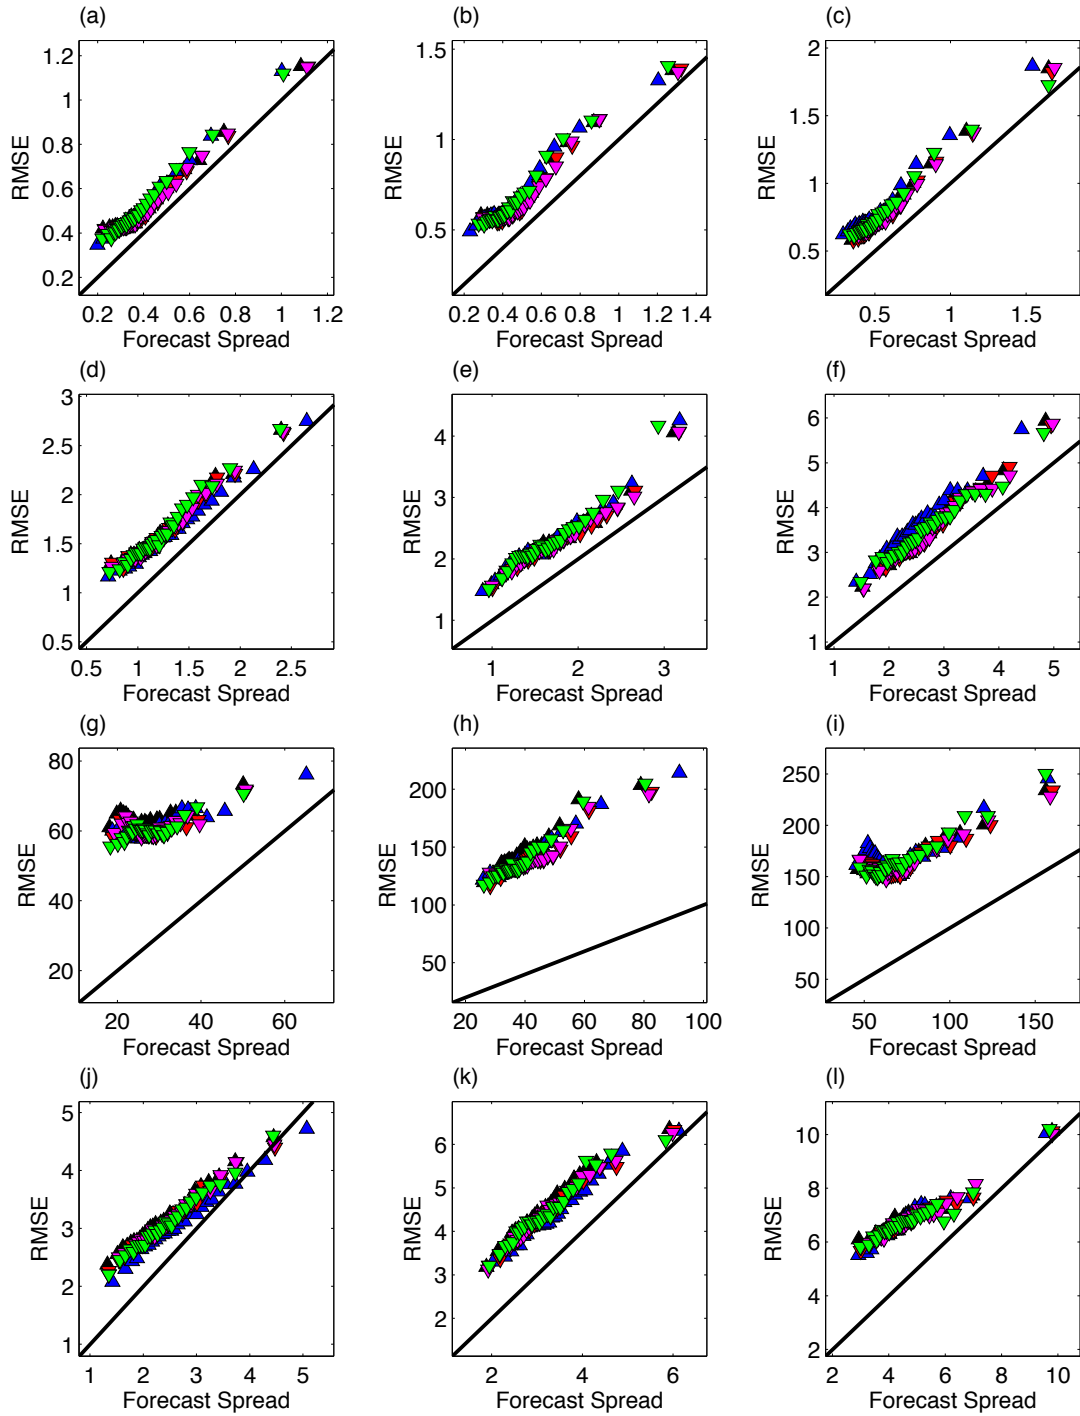 (a) (b) (c)
1.2
1
0.8
0.6
0.4
0.2
RMSE
0.2 0.4 0.6 0.8 1 1.2
Forecast Spread
1.5
1
0.5
RMSE
0.2 0.4 0.6 0.8 1 1.2 1.4
Forecast Spread
2
1.5
1
0.5
RMSE
0.5 1 1.5
Forecast Spread
(d) (e) (f)
3
2.5
2
1.5
1
0.5
RMSE
0.5 1 1.5 2 2.5
Forecast Spread
4
3
2
1
RMSE
1 2 3
Forecast Spread
6
5
4
3
2
1
RMSE
1 2 3 4 5
Forecast Spread
(g) (h) (i)
80
60
40
20
RMSE
20 40 60
Forecast Spread
200
150
100
50
RMSE
20 40 60 80 100
Forecast Spread
250
200
150
100
50
RMSE
50 100 150
Forecast Spread
(j) (k) (l)
5
4
3
2
1
RMSE
1 2 3 4 5
Forecast Spread
6
5
4
3
2
RMSE
2 4 6
Forecast Spread
10
8
6
4
2
RMSE
2 4 6 8 10
Forecast Spread